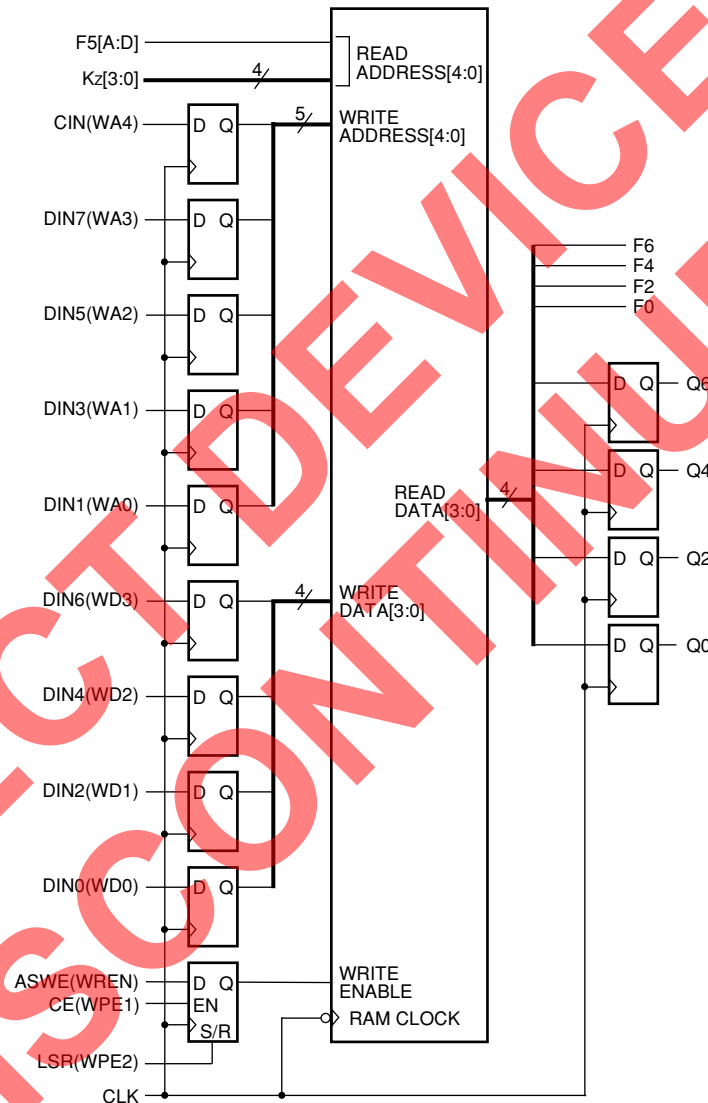 F5[A:D]
Kz[3:0]
4
READ
ADDRESS[4:0]
CIN(WA4)
D Q
5
WRITE
ADDRESS[4:0]
DIN7(WA3)
D Q
DIN5(WA2)
D Q
DIN3(WA1)
D Q
DIN1(WA0)
D Q
DIN6(WD3)
D Q
4
WRITE
DATA[3:0]
DIN4(WD2)
D Q
DIN2(WD1)
D Q
DIN0(WD0)
D Q
ASWE(WREN)
D Q
CE(WPE1)
EN
S/R
LSR(WPE2)
CLK
WRITE
ENABLE
RAM CLOCK
READ
DATA[3:0]
4
F6
F4
F2
F0
D Q
Q6
D Q
Q4
D Q
Q2
D Q
Q0
CT DEVICE
ISCONTINU